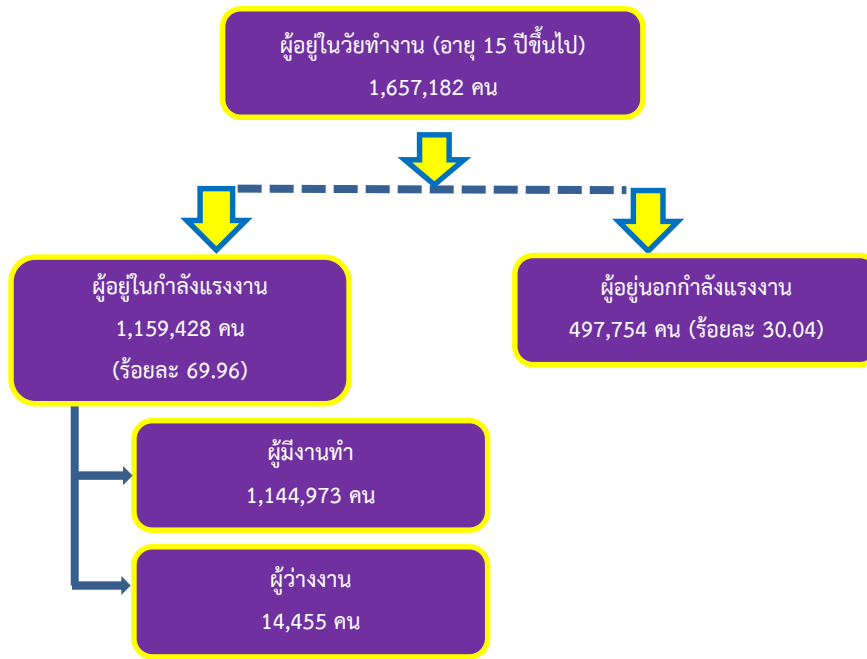 ผู้อยู่ในวัยทำงาน (อายุ 15 ปีขึ้นไป)
1,657,182 คน
ผู้อยู่ในกำลังแรงงาน
1,159,428 คน
(ร้อยละ 69.96)
ผู้อยู่นอกกำลังแรงงาน
497,754 คน (ร้อยละ 30.04)
ผู้มีงานทำ
1,144,973 คน
ผู้ว่างงาน
14,455 คน